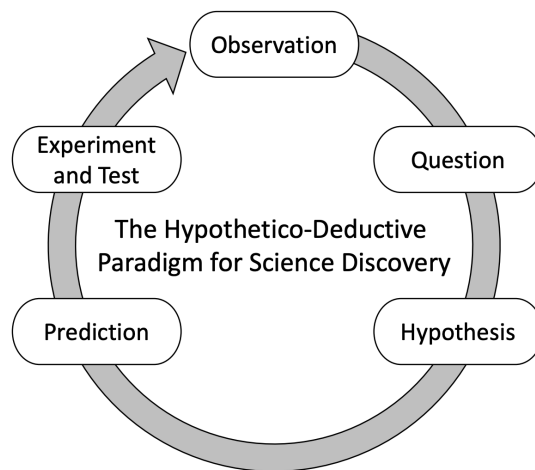 Observation
Question
Hypothesis
Prediction
Experiment
and Test
The Hypothetico-Deductive
Paradigm for Science Discovery